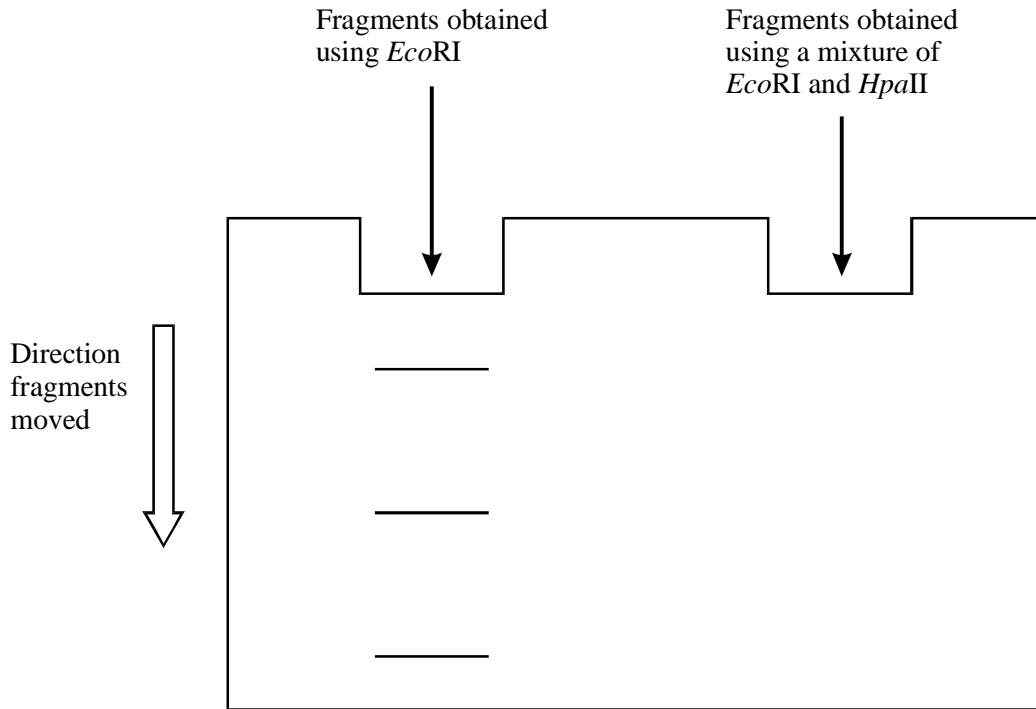 Fragments obtained
using EcoRI
Fragments obtained
using a mixture of
EcoRI and HpaII
Direction
fragments
moved